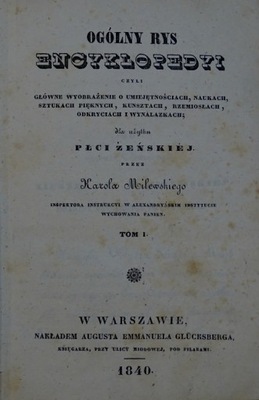 OGÓLNY RYS
ENCYKLOPEDYI
CZYLI
GŁÓWNE WYOBRAŻENIE O UMIEJĘTNOŚCIACH, NAUKACH,
SZTUKACH PIĘKNYCH, KUNSZTACH, RZEMIOSŁACH,
ODKRYCIACH I WYNALAZKACH;
dla użytku
PŁCI ŻEŃSKIÉJ.
PRZEZ
Karola Milewskiego
INSPEKTORA INSTRUKCYI W ALEXANDRYJSKIM INSTYTUCIE
WYCHOWANIA PANIEN.
TOM I.
W WARSZAWIE,
NAKŁADEM AUGUSTA EMMANUELA GLÜCKSBERGA,
KSIĘGARZA, PRZY ULICY MIODOWEJ, POD FILARAMI.
1840.